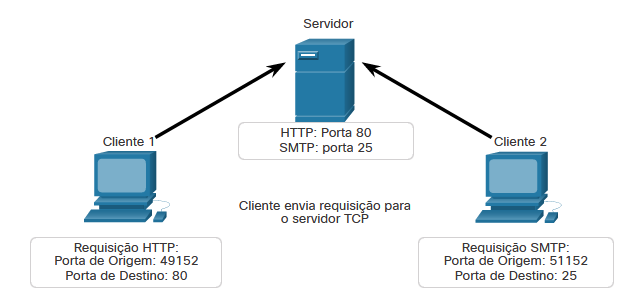 Servidor
HTTP: Porta 80
SMTP: porta 25
Cliente 1
Cliente 2
Cliente envia requisição para
o servidor TCP
Requisição HTTP:
Porta de Origem: 49152
Porta de Destino: 80
Requisição SMTP:
Porta de Origem: 51152
Porta de Destino: 25